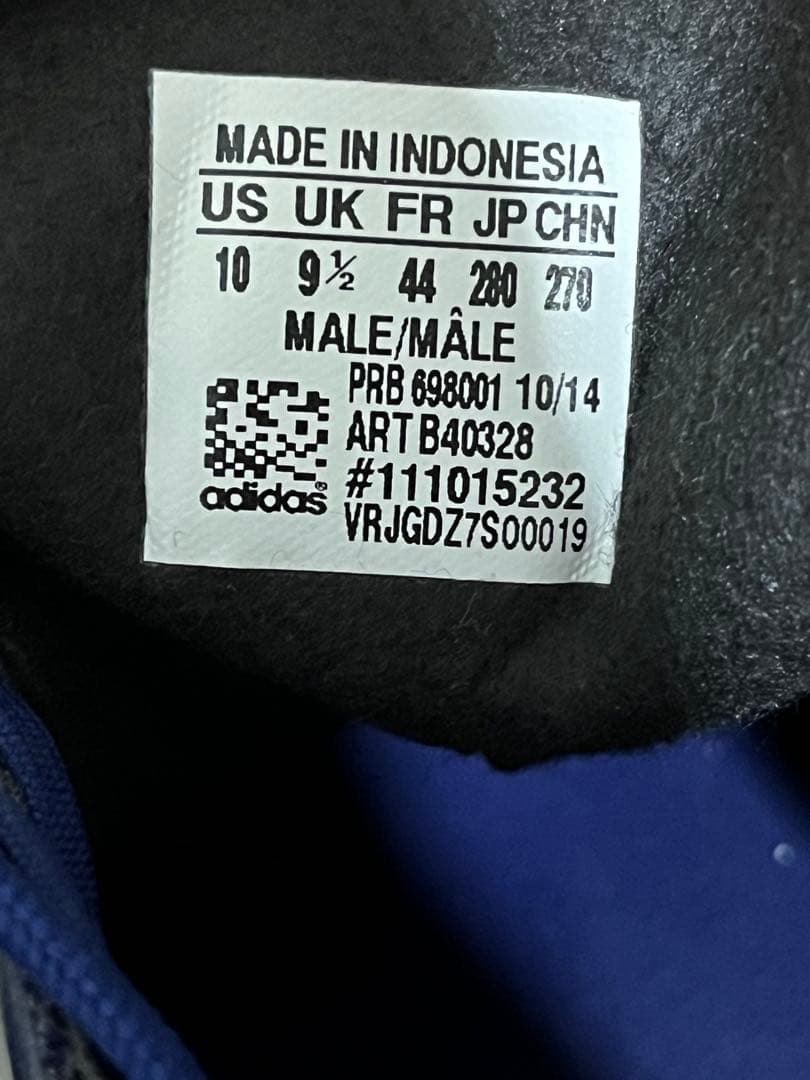 MADE IN INDONESIA
US UK FR JP CHN
10 9½ 44 280 270
MALE/MÂLE
PRB 698001 10/14
ART B40328
#111015232
adidas®
VRJGDZ7S00019